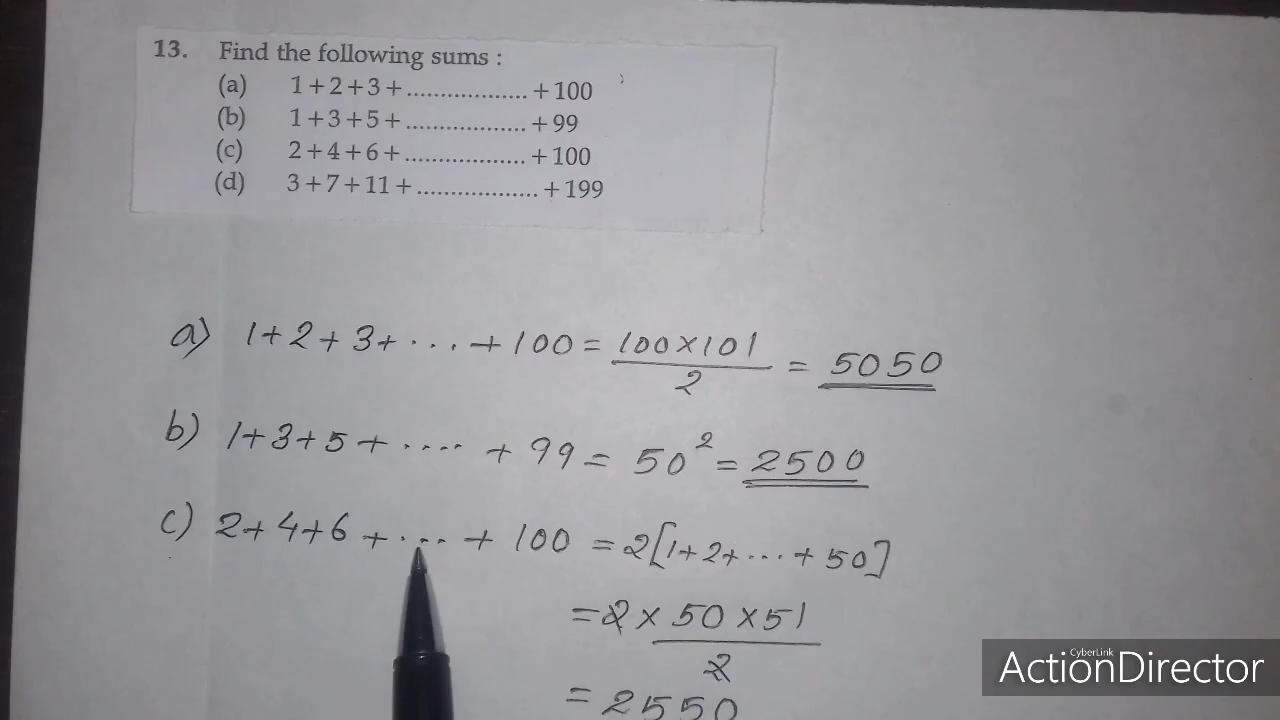 13. Find the following sums :
(a) 1+2+3+.................. +100
(b) 1+3+5+.................. +99
(c) 2+4+6+.................. +100
(d) 3+7+11+.................. +199
a) 1+2+3+...+100 = 100×101/2 = 5050
b) 1+3+5+....+99 = 50² = 2500
c) 2+4+6+...+100 = 2[1+2+...+50]
= 2 × 50×51/2
= 2550
CyberLink
ActionDirector